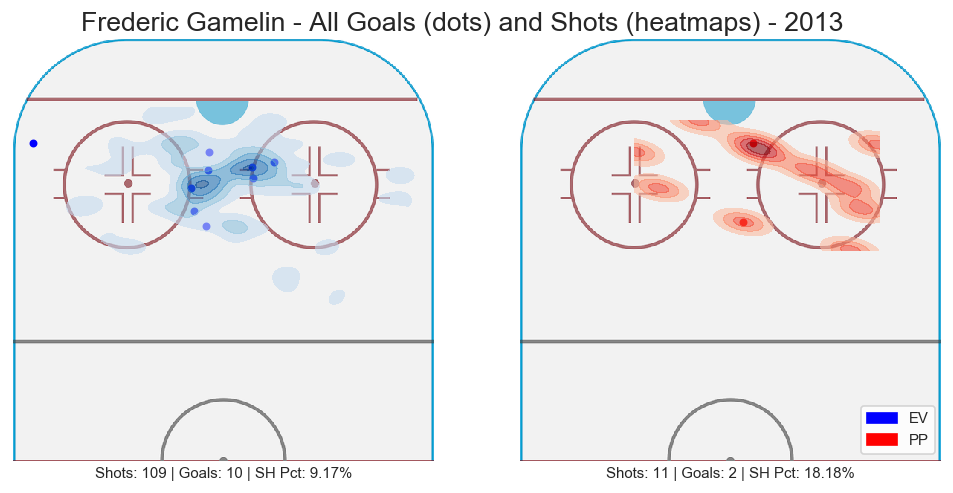 Frederic Gamelin - All Goals (dots) and Shots (heatmaps) - 2013
EV
PP
Shots: 109 | Goals: 10 | SH Pct: 9.17%
Shots: 11 | Goals: 2 | SH Pct: 18.18%